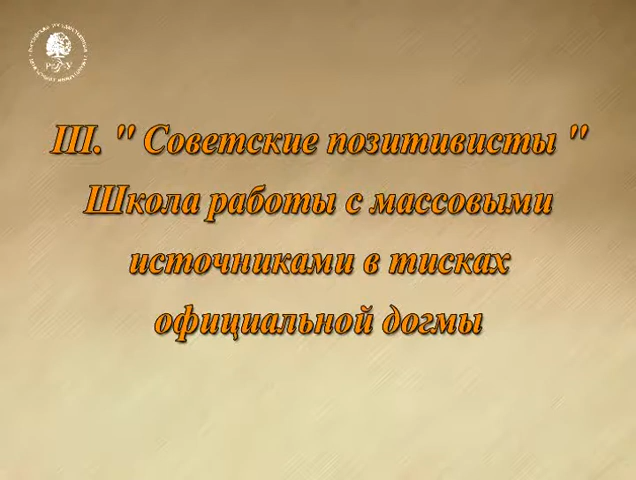 III. " Советские позитивисты "
Школа работы с массовыми
источниками в тисках
официальной догмы